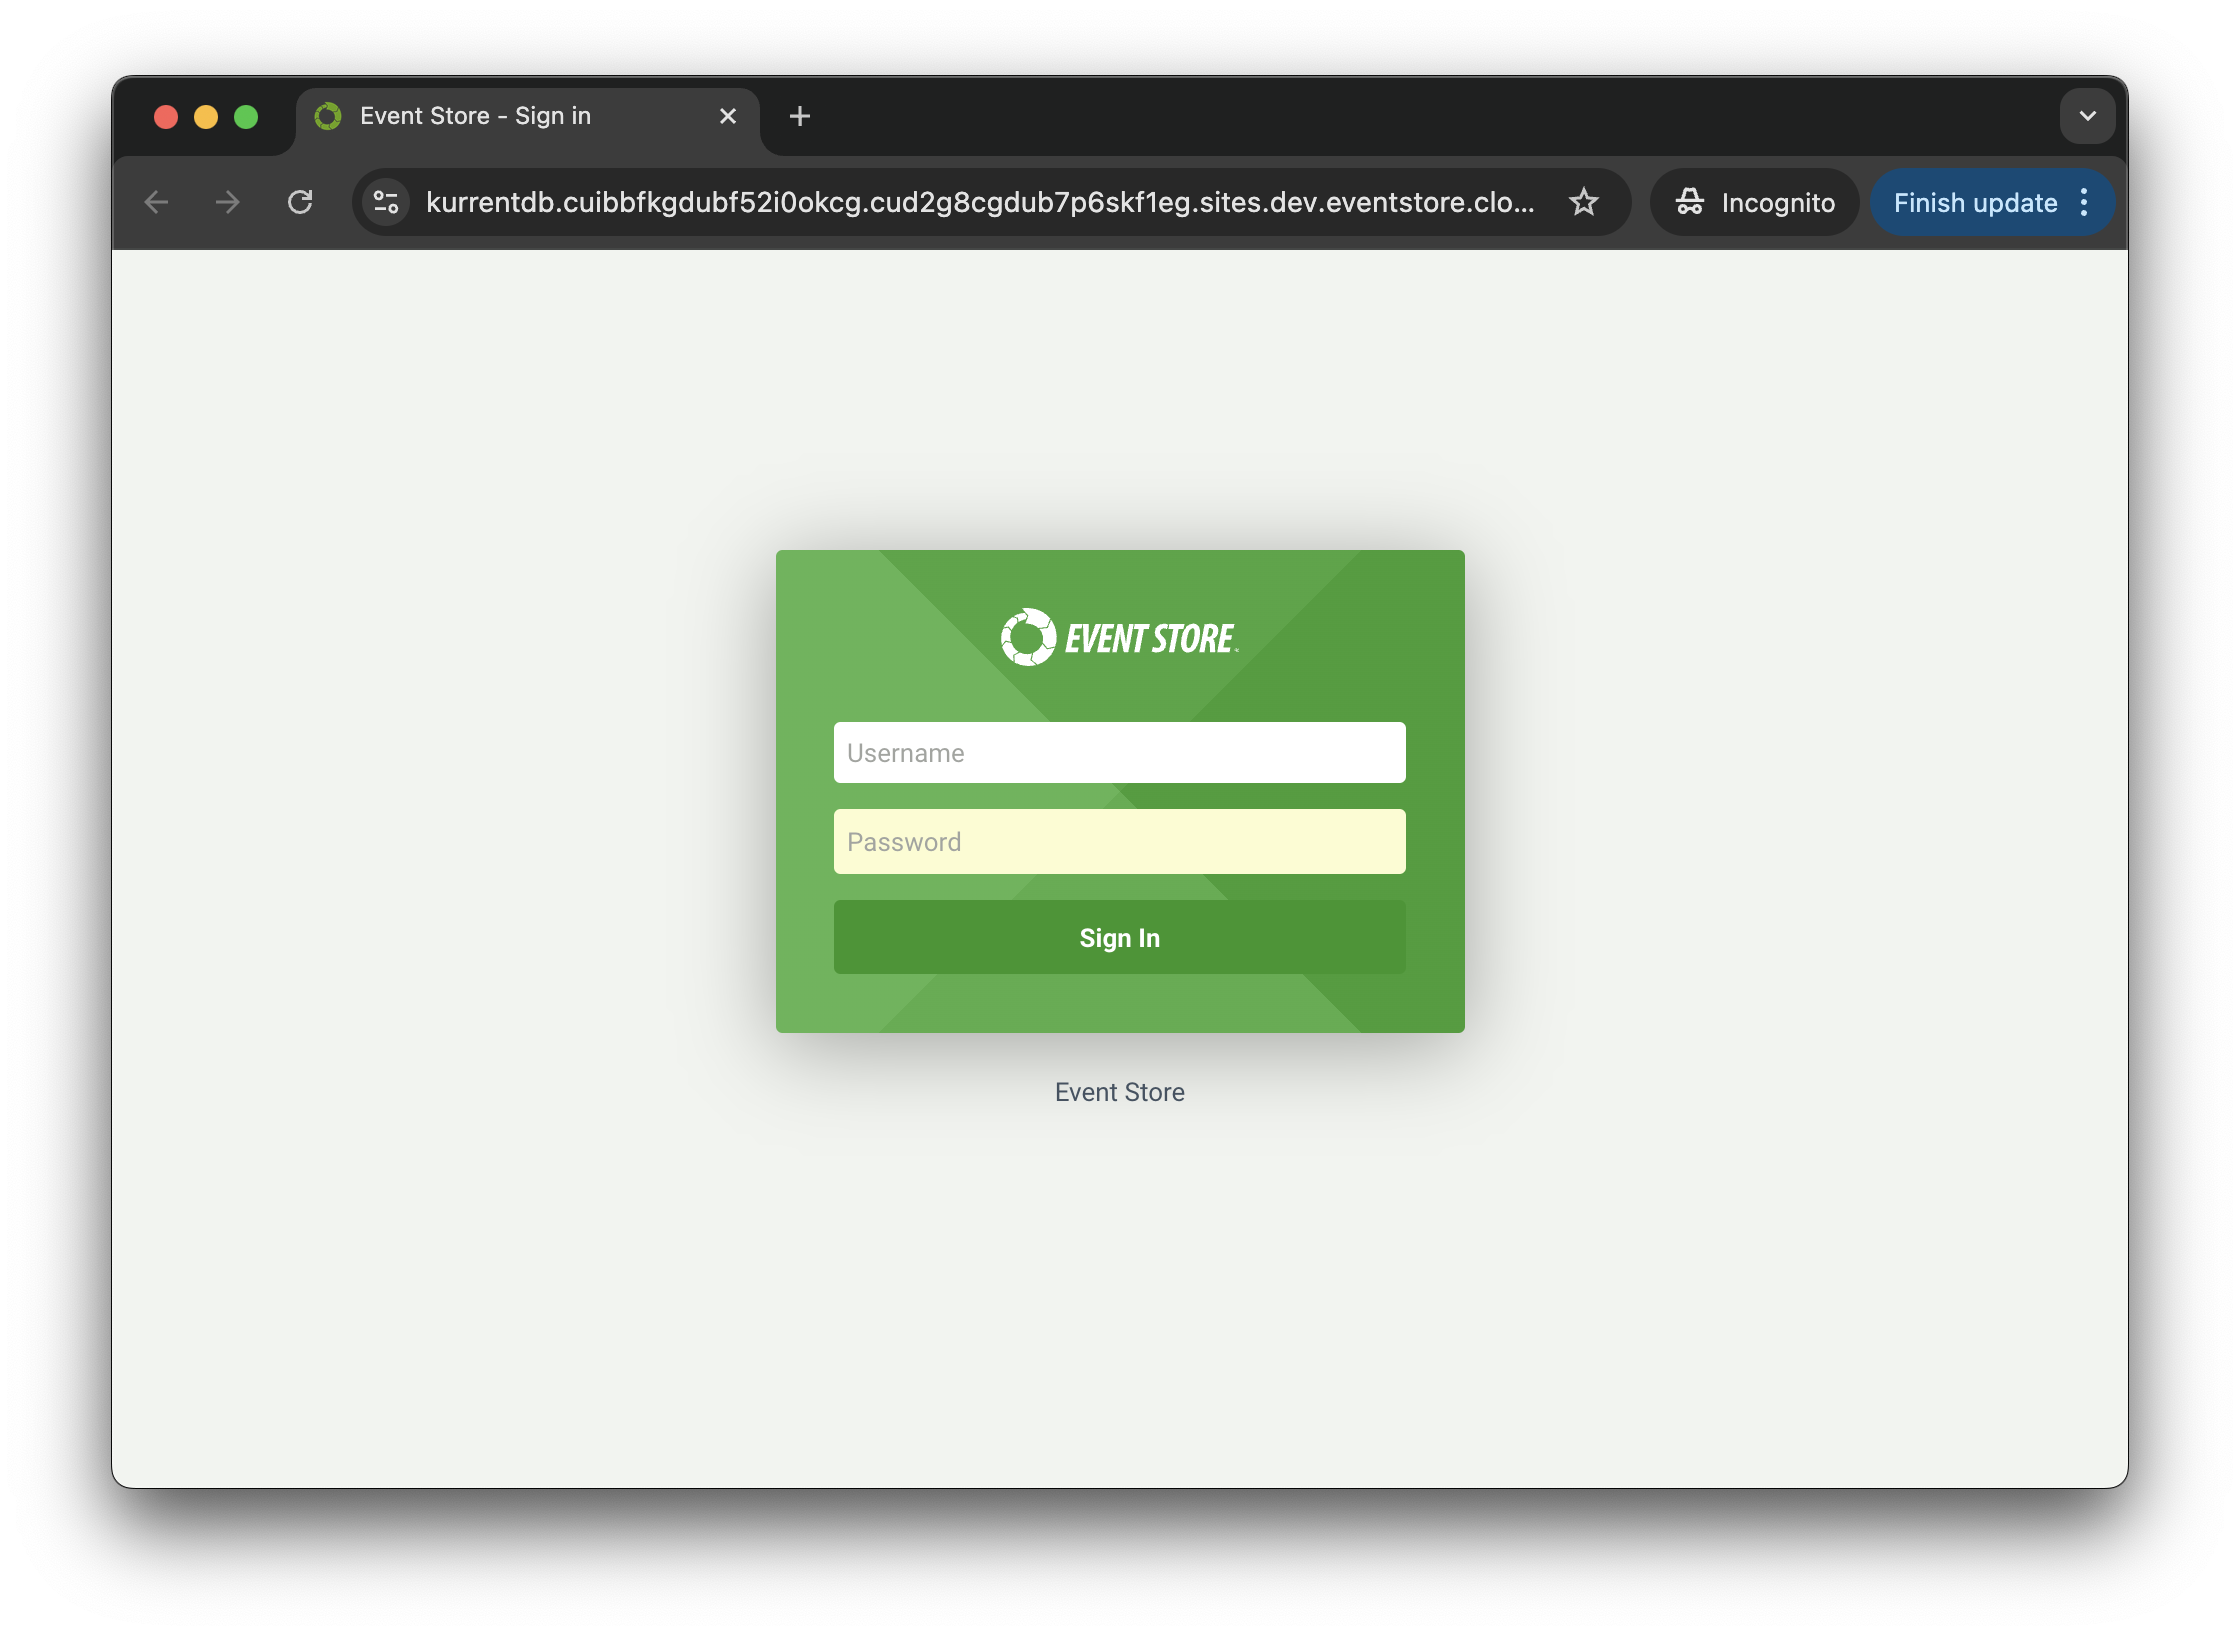 Event Store - Sign in
kurrentdb.cuibbfkgdubf52i0okcg.cud2g8cgdub7p6skf1eg.sites.dev.eventstore.clo...
Incognito
Finish update
EVENT STORE
Username
Password
Sign In
Event Store